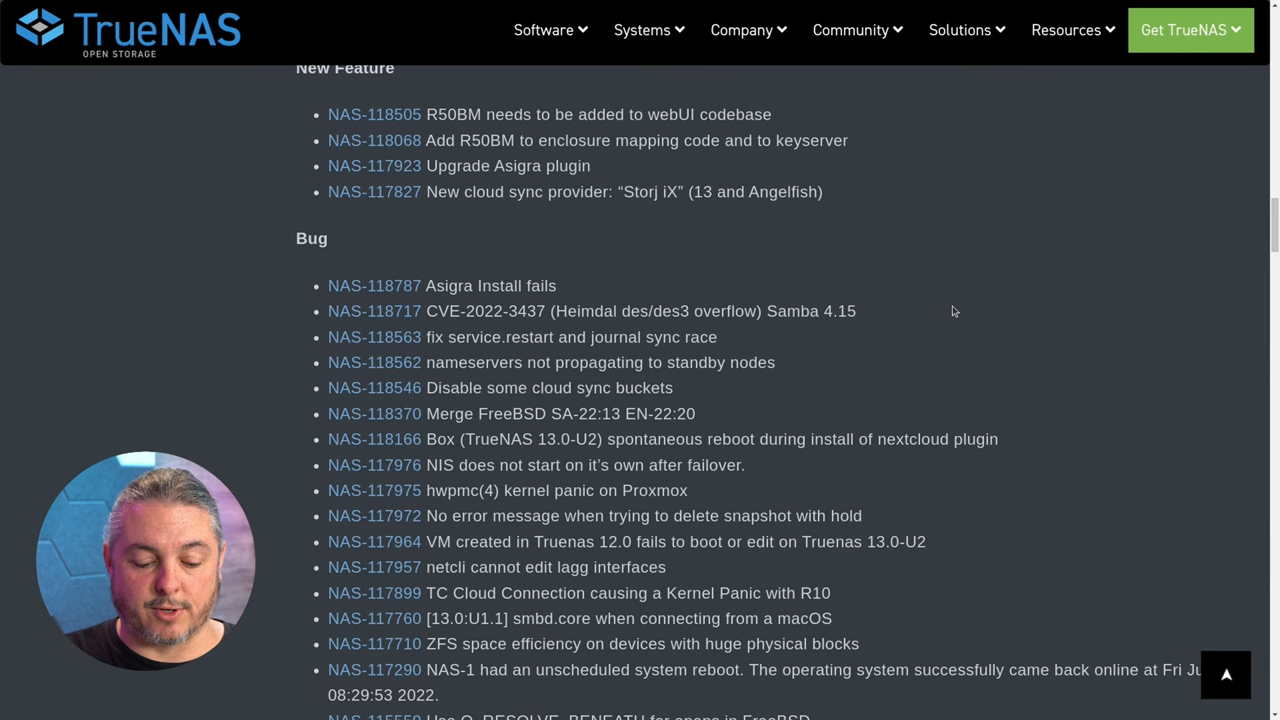 TrueNAS
OPEN STORAGE
Software Systems Company Community Solutions Resources Get TrueNAS
New Feature
NAS-118505 R50BM needs to be added to webUI codebase
NAS-118068 Add R50BM to enclosure mapping code and to keyserver
NAS-117923 Upgrade Asigra plugin
NAS-117827 New cloud sync provider: “Storj iX” (13 and Angelfish)
Bug
NAS-118787 Asigra Install fails
NAS-118717 CVE-2022-3437 (Heimdal des/des3 overflow) Samba 4.15
NAS-118563 fix service.restart and journal sync race
NAS-118562 nameservers not propagating to standby nodes
NAS-118546 Disable some cloud sync buckets
NAS-118370 Merge FreeBSD SA-22:13 EN-22:20
NAS-118166 Box (TrueNAS 13.0-U2) spontaneous reboot during install of nextcloud plugin
NAS-117976 NIS does not start on it’s own after failover.
NAS-117975 hwpmc(4) kernel panic on Proxmox
NAS-117972 No error message when trying to delete snapshot with hold
NAS-117964 VM created in Truenas 12.0 fails to boot or edit on Truenas 13.0-U2
NAS-117957 netcli cannot edit lagg interfaces
NAS-117899 TC Cloud Connection causing a Kernel Panic with R10
NAS-117760 [13.0:U1.1] smbd.core when connecting from a macOS
NAS-117710 ZFS space efficiency on devices with huge physical blocks
NAS-117290 NAS-1 had an unscheduled system reboot. The operating system successfully came back online at Fri Ju
08:29:53 2022.
NAS-115559 Use O_RESOLVE_BENEATH for opens in FreeBSD